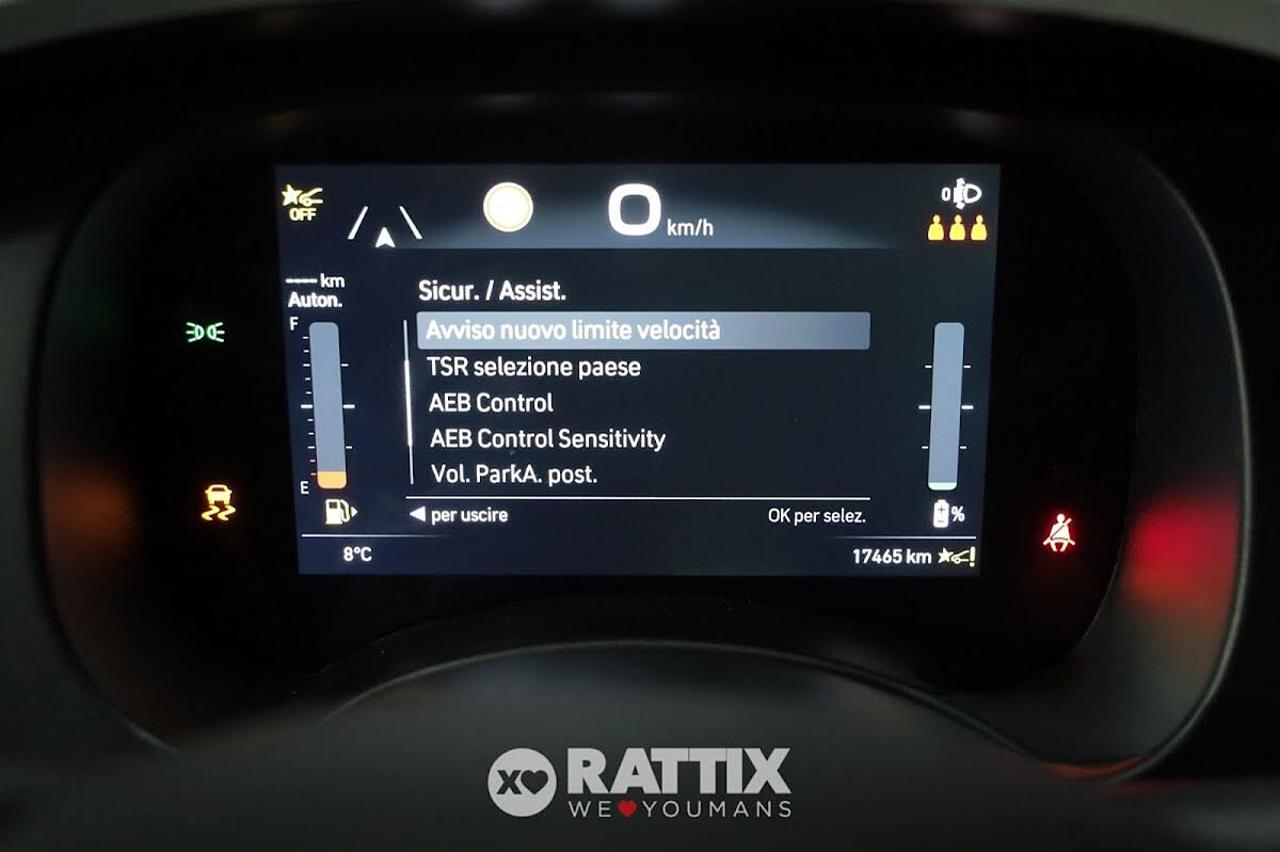 OFF
0 km/h
0
---- km
Auton.
F
E
Sicur. / Assist.
Avviso nuovo limite velocità
TSR selezione paese
AEB Control
AEB Control Sensitivity
Vol. ParkA. post.
◀ per uscire
OK per selez.
%
8°C
17465 km
XO RATTIX
WE❤YOUMANS